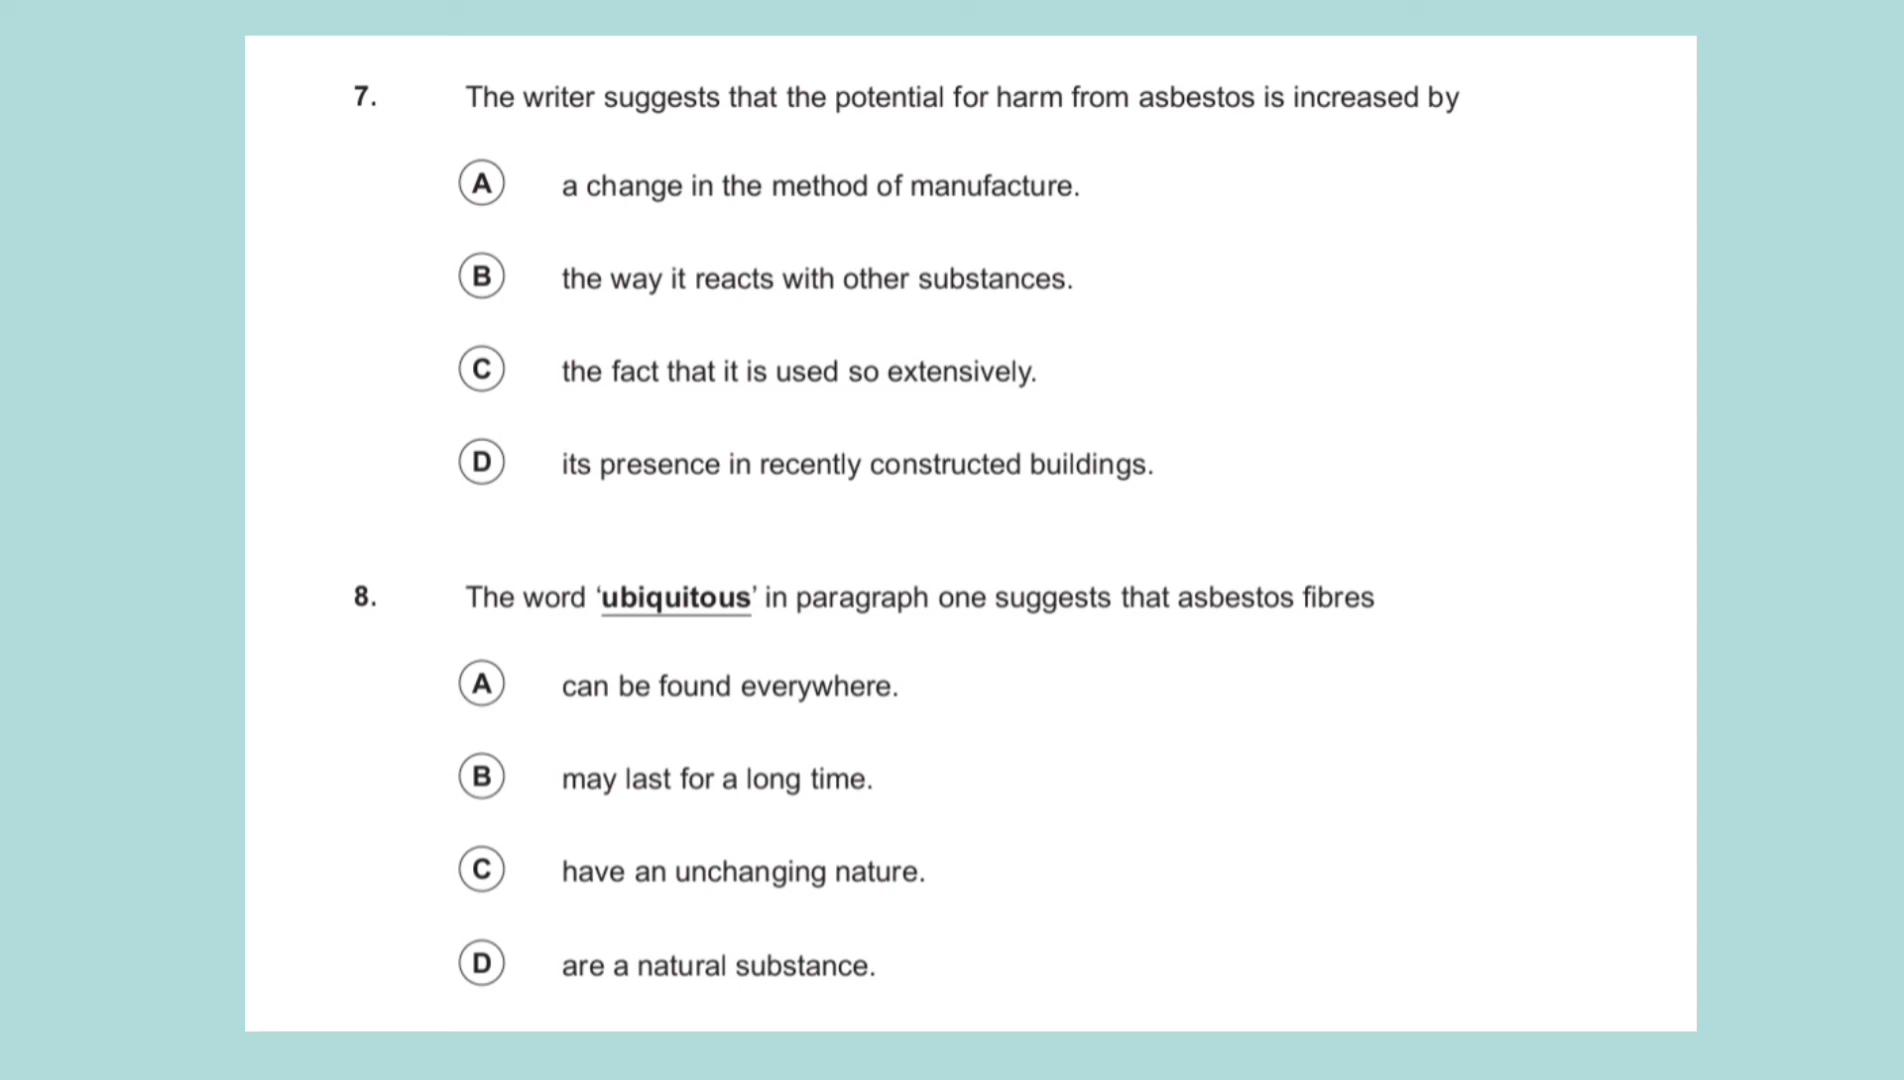 7. The writer suggests that the potential for harm from asbestos is increased by
A a change in the method of manufacture.
B the way it reacts with other substances.
C the fact that it is used so extensively.
D its presence in recently constructed buildings.
8. The word ‘ubiquitous’ in paragraph one suggests that asbestos fibres
A can be found everywhere.
B may last for a long time.
C have an unchanging nature.
D are a natural substance.